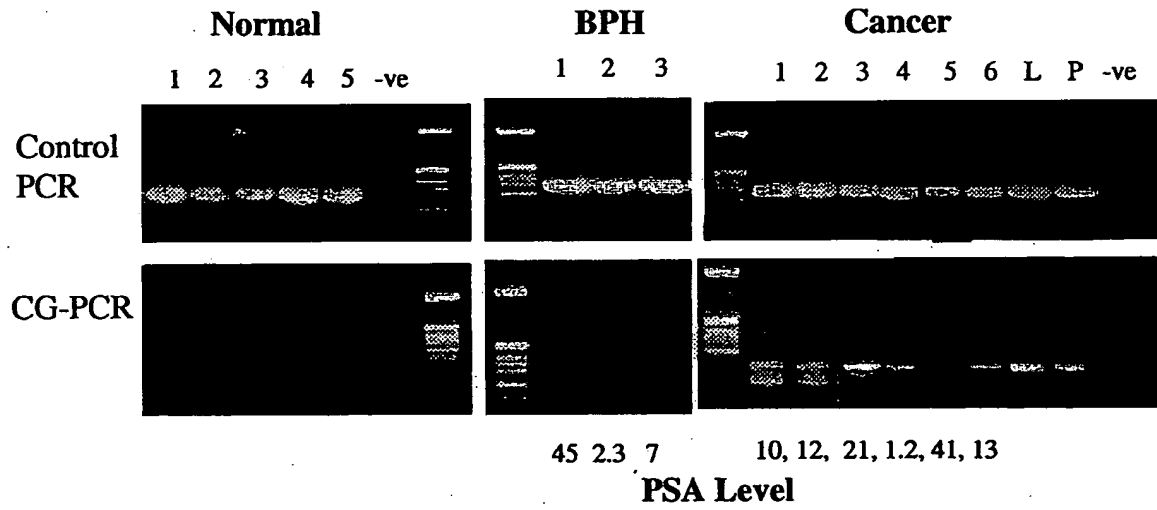 Normal BPH Cancer
1 2 3 4 5 -ve 1 2 3 1 2 3 4 5 6 L P -ve
Control
PCR
CG-PCR
45 2.3 7 10, 12, 21, 1.2, 41, 13
PSA Level